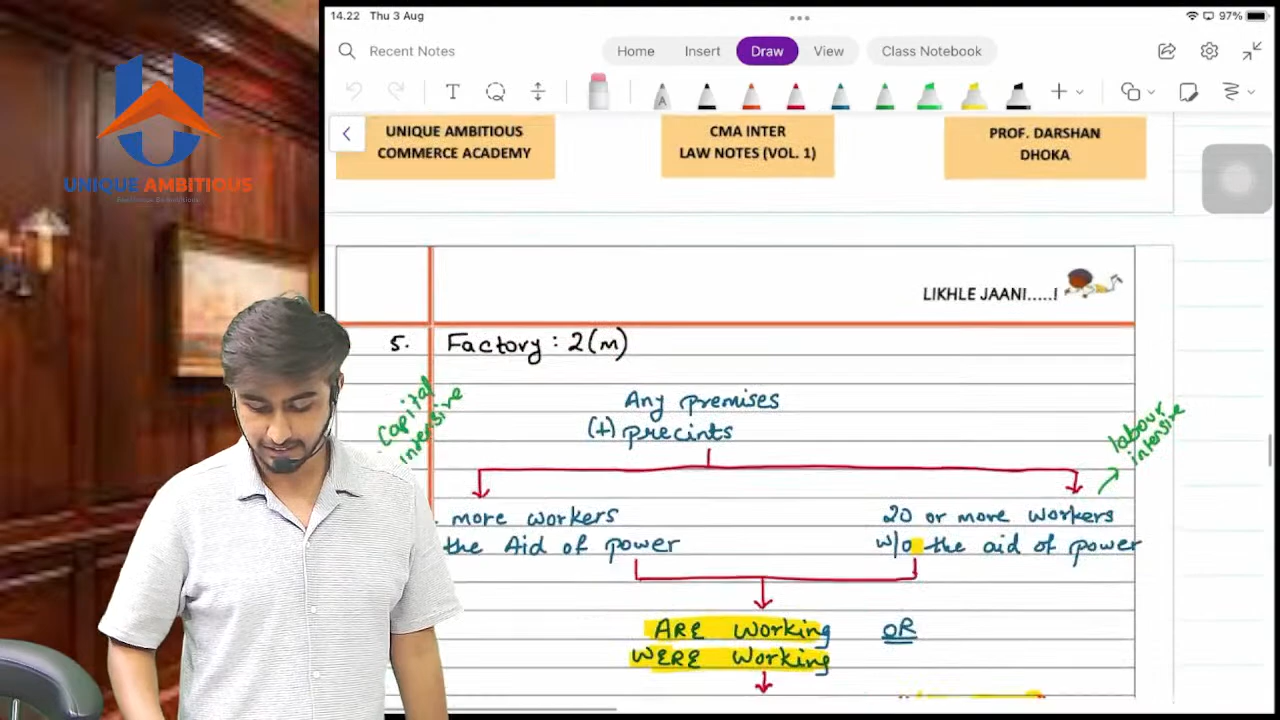 14.22 Thu 3 Aug
97%
Recent Notes
Home
Insert
Draw
View
Class Notebook
UNIQUE AMBITIOUS
UNIQUE AMBITIOUS
COMMERCE ACADEMY
CMA INTER
LAW NOTES (VOL. 1)
PROF. DARSHAN
DHOKA
LIKHLE JAANI.....!
5. Factory : 2(m)
Capital
intensive
Any premises
(+) precints
labour
intensive
more workers
the Aid of power
20 or more workers
w/o the aid of power
ARE working OR
WERE working